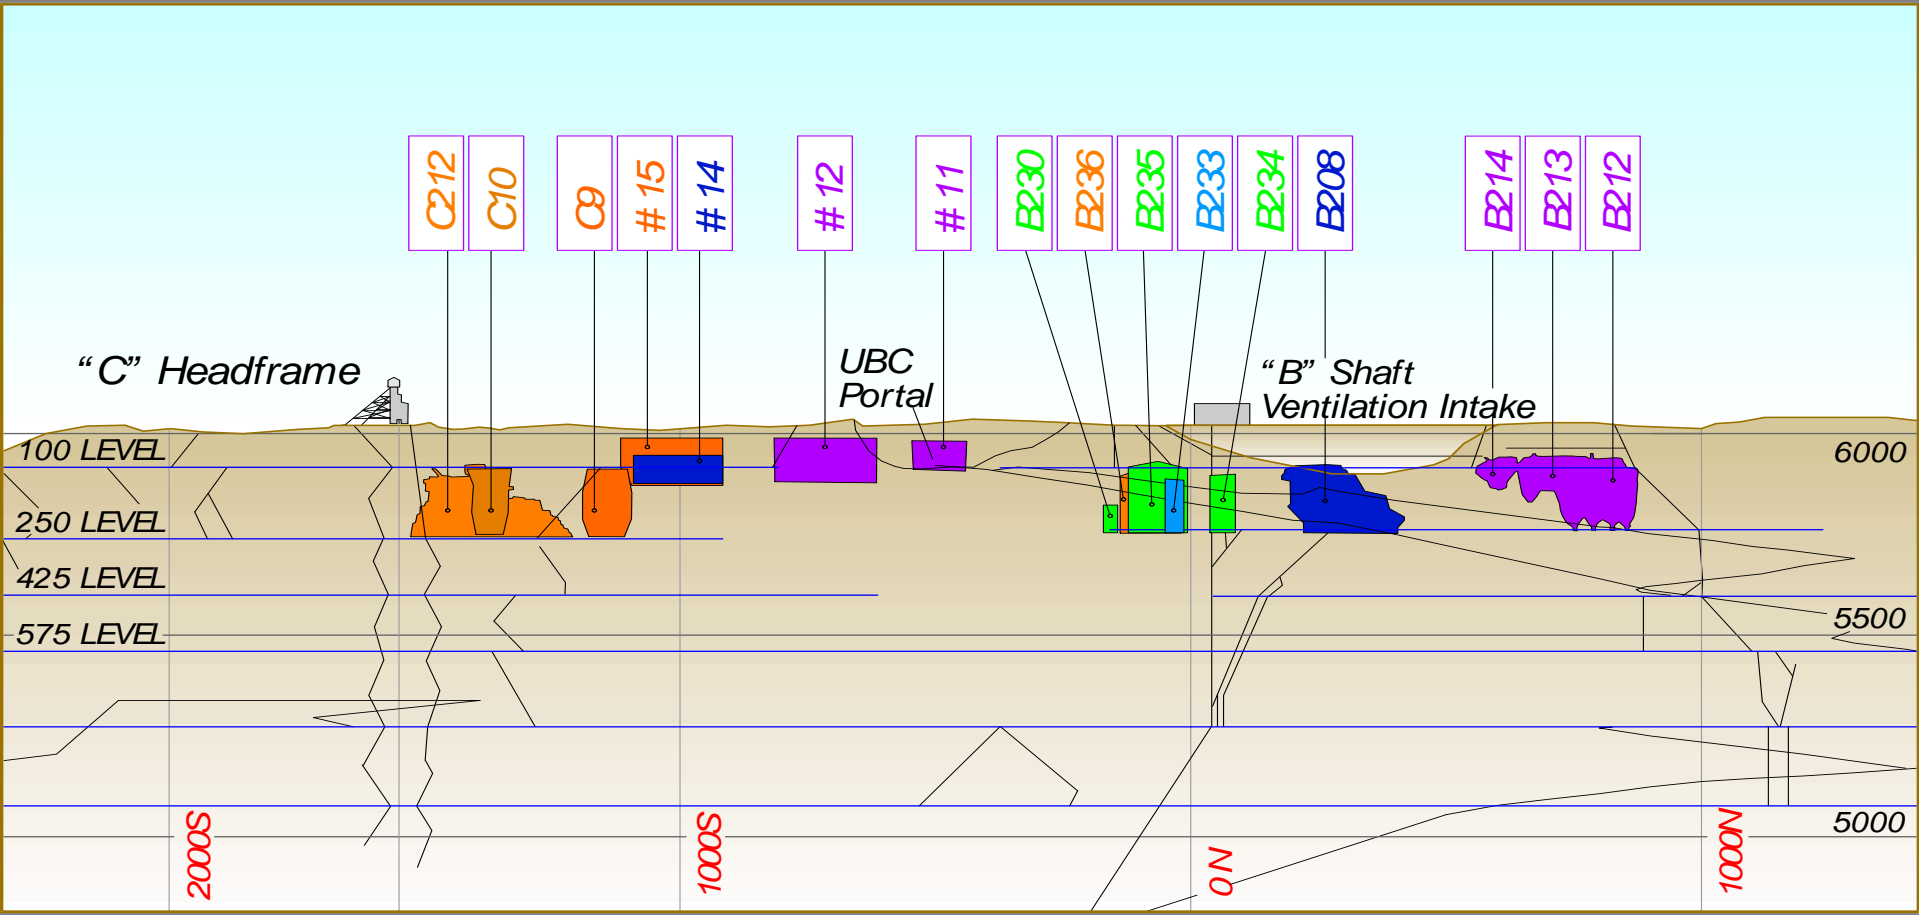 C212
C10
C9
# 15
# 14
# 12
# 11
B230
B236
B235
B233
B234
B208
B214
B213
B212
“C” Headframe
UBC
Portal
“B” Shaft
Ventilation Intake
100 LEVEL
6000
250 LEVEL
425 LEVEL
5500
575 LEVEL
5000
2000S
1000S
0 N
1000N